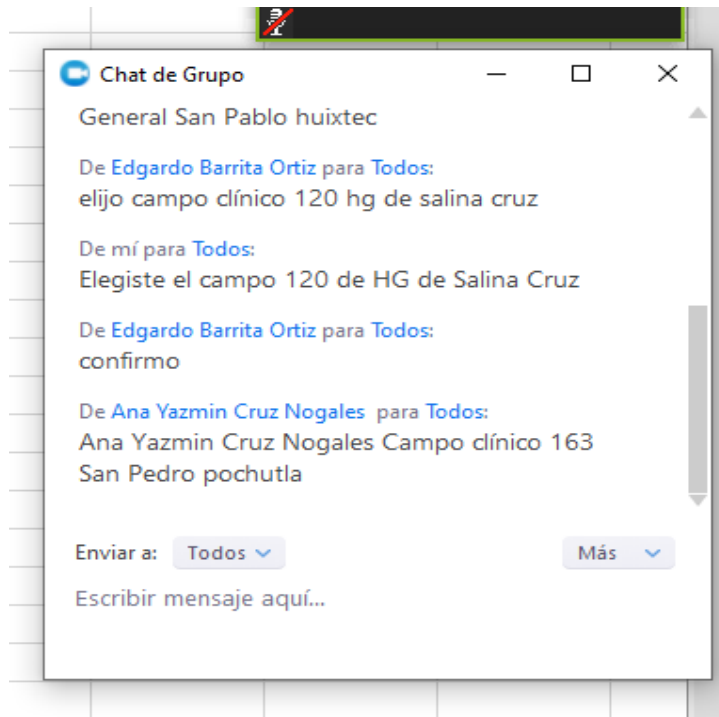 Chat de Grupo
General San Pablo huixtec
De Edgardo Barrita Ortiz para Todos:
elijo campo clínico 120 hg de salina cruz
De mí para Todos:
Elegiste el campo 120 de HG de Salina Cruz
De Edgardo Barrita Ortiz para Todos:
confirmo
De Ana Yazmin Cruz Nogales para Todos:
Ana Yazmin Cruz Nogales Campo clínico 163
San Pedro pochutla
Enviar a: Todos Más
Escribir mensaje aquí...